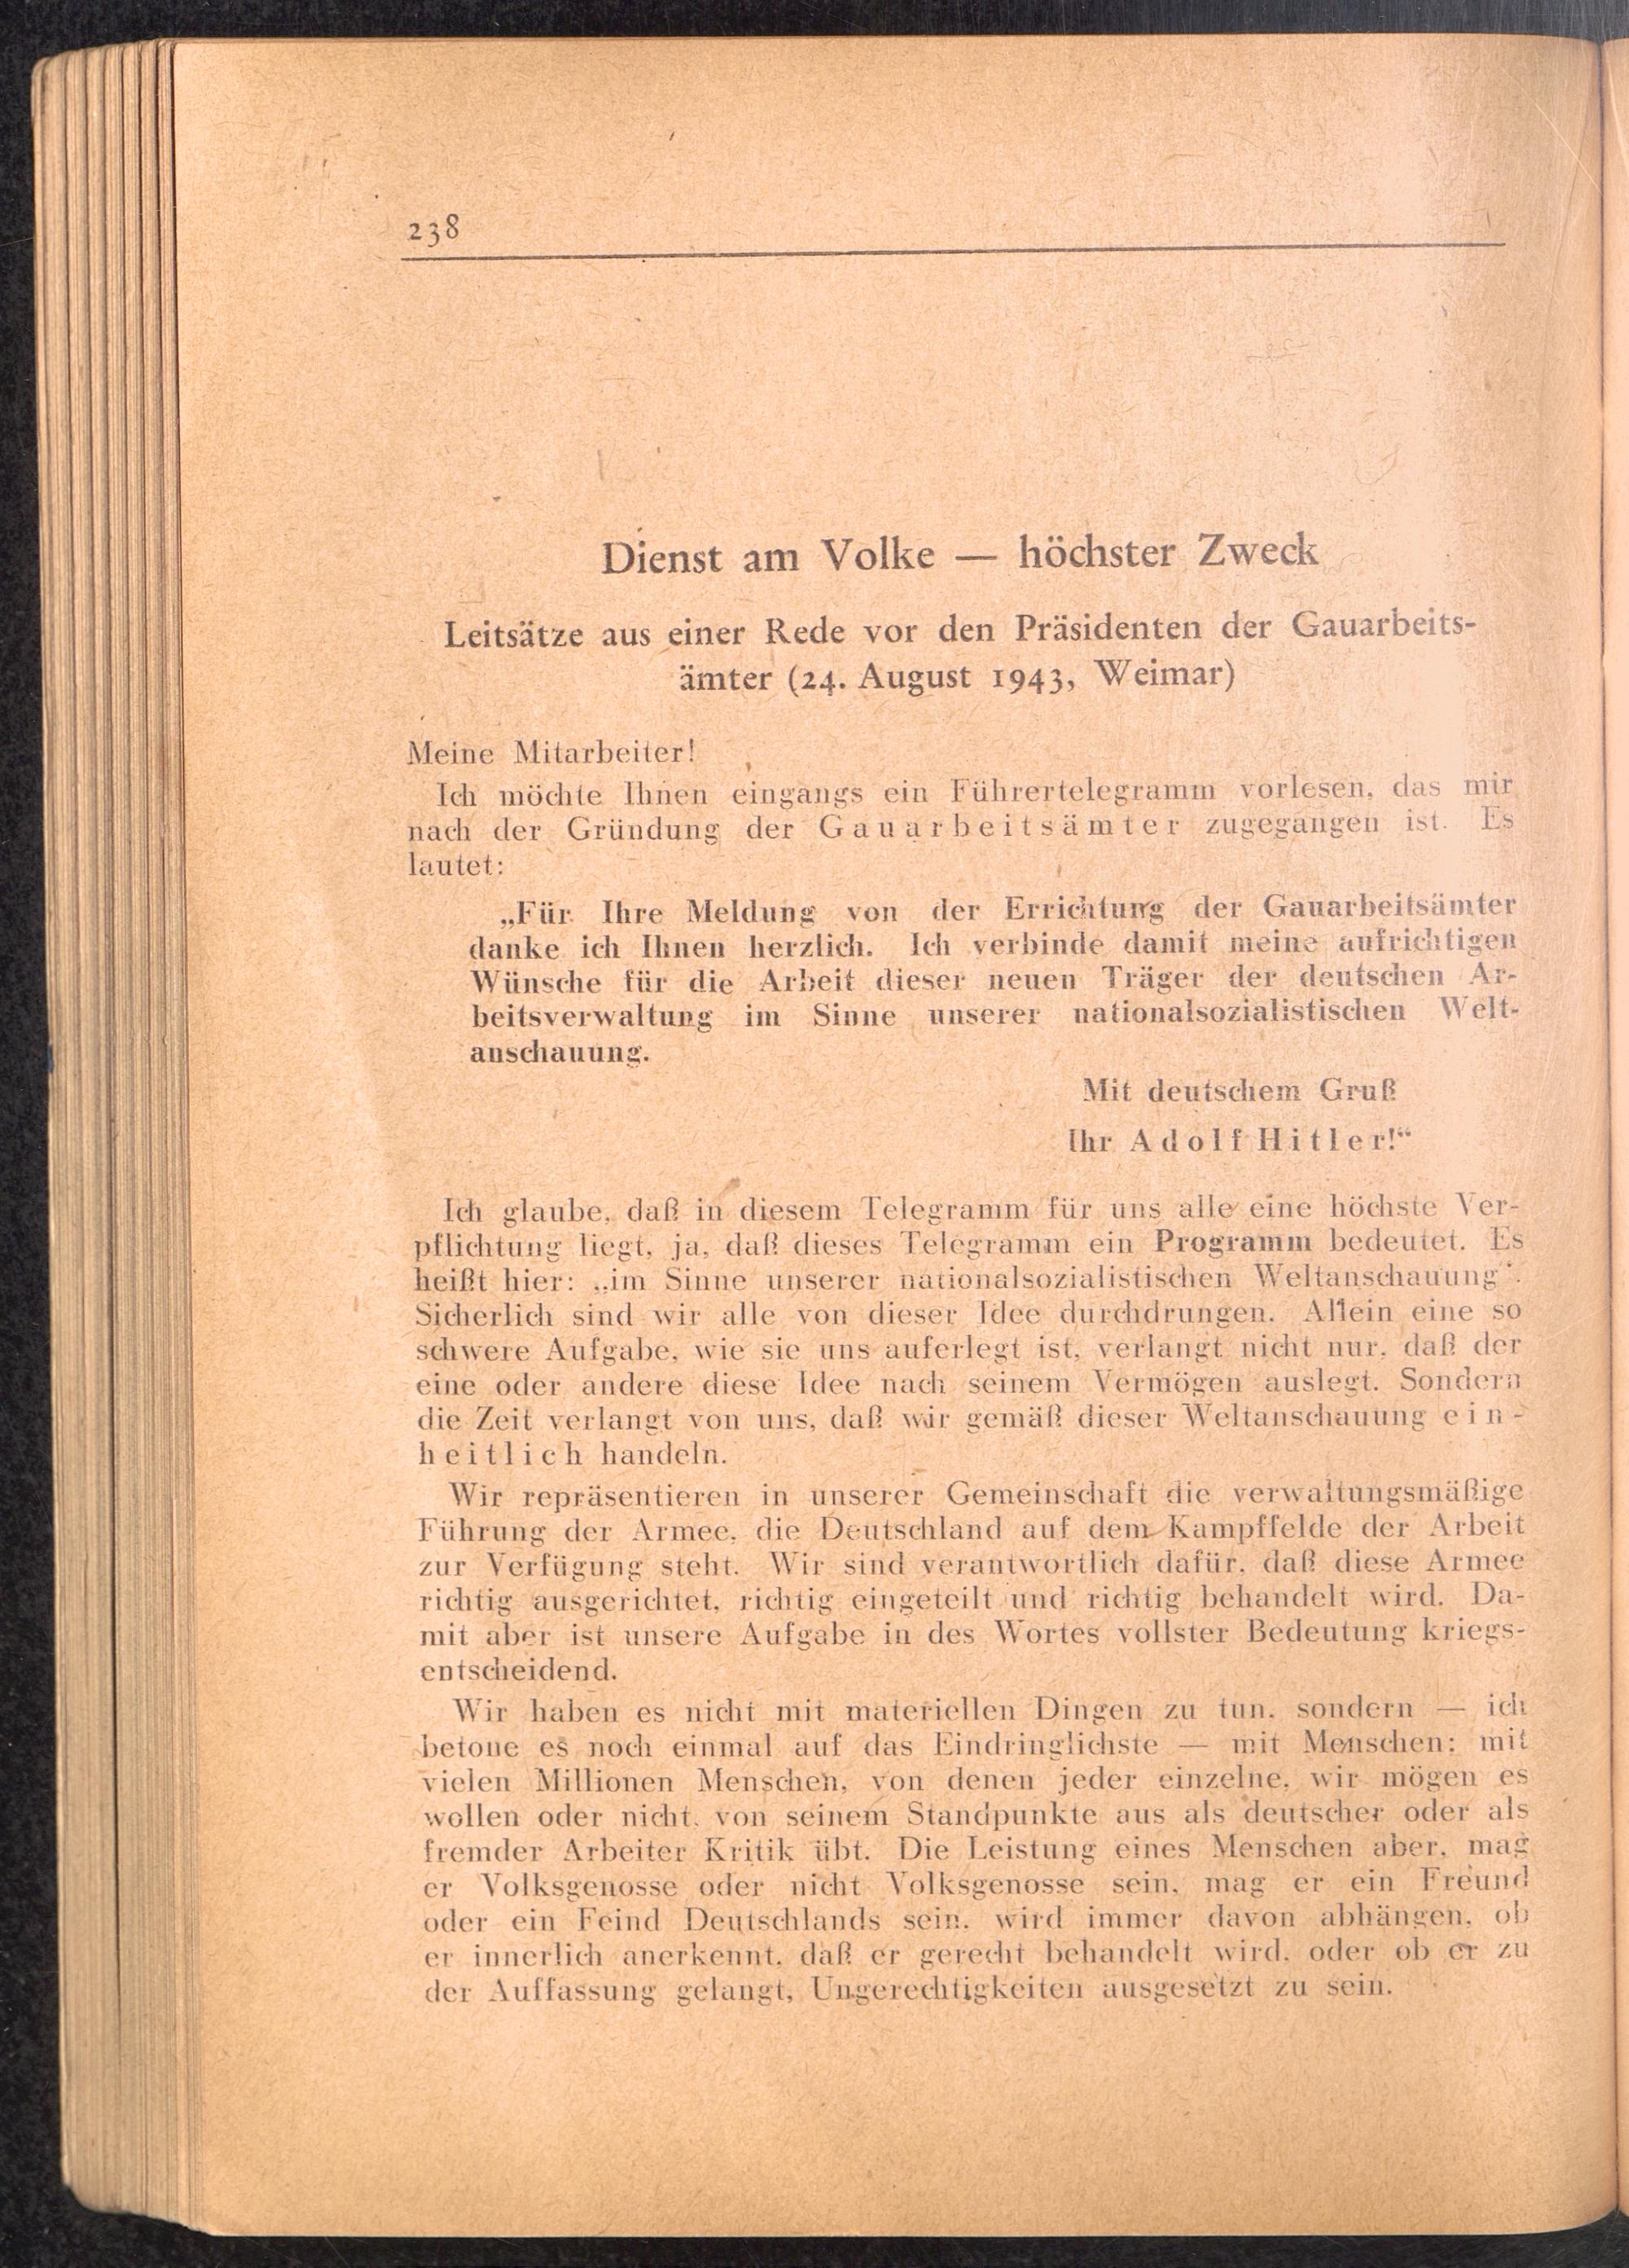 238
Dienst am Volke — höchster Zweck
Leitsätze aus einer Rede vor den Präsidenten der Gauarbeits-
ämter (24. August 1943, Weimar)
Meine Mitarbeiter!
Ich möchte Ihnen eingangs ein Führertelegramm vorlesen, das mir
nach der Gründung der Gauarbeitsämter zugegangen ist. Es
lautet:
„Für Ihre Meldung von der Errichtung der Gauarbeitsämter
danke ich Ihnen herzlich. Ich verbinde damit meine aufrichtigen
Wünsche für die Arbeit dieser neuen Träger der deutschen Ar-
beitsverwaltung im Sinne unserer nationalsozialistischen Welt-
anschauung.
Mit deutschem Gruß
Ihr Adolf Hitler!“
Ich glaube, daß in diesem Telegramm für uns alle eine höchste Ver-
pflichtung liegt, ja, daß dieses Telegramm ein Programm bedeutet. Es
heißt hier: „im Sinne unserer nationalsozialistischen Weltanschauung“.
Sicherlich sind wir alle von dieser Idee durchdrungen. Allein eine so
schwere Aufgabe, wie sie uns auferlegt ist, verlangt nicht nur, daß der
eine oder andere diese Idee nach seinem Vermögen auslegt. Sondern
die Zeit verlangt von uns, daß wir gemäß dieser Weltanschauung ein-
heitlich handeln.
Wir repräsentieren in unserer Gemeinschaft die verwaltungsmäßige
Führung der Armee, die Deutschland auf dem Kampffelde der Arbeit
zur Verfügung steht. Wir sind verantwortlich dafür, daß diese Armee
richtig ausgerichtet, richtig eingeteilt und richtig behandelt wird. Da-
mit aber ist unsere Aufgabe in des Wortes vollster Bedeutung kriegs-
entscheidend.
Wir haben es nicht mit materiellen Dingen zu tun, sondern — ich
betone es noch einmal auf das Eindringlichste — mit Menschen; mit
vielen Millionen Menschen, von denen jeder einzelne, wir mögen es
wollen oder nicht, von seinem Standpunkte aus als deutscher oder als
fremder Arbeiter Kritik übt. Die Leistung eines Menschen aber, mag
er Volksgenosse oder nicht Volksgenosse sein, mag er ein Freund
oder ein Feind Deutschlands sein, wird immer davon abhängen, ob
er innerlich anerkennt, daß er gerecht behandelt wird, oder ob er zu
der Auffassung gelangt, Ungerechtigkeiten ausgesetzt zu sein.